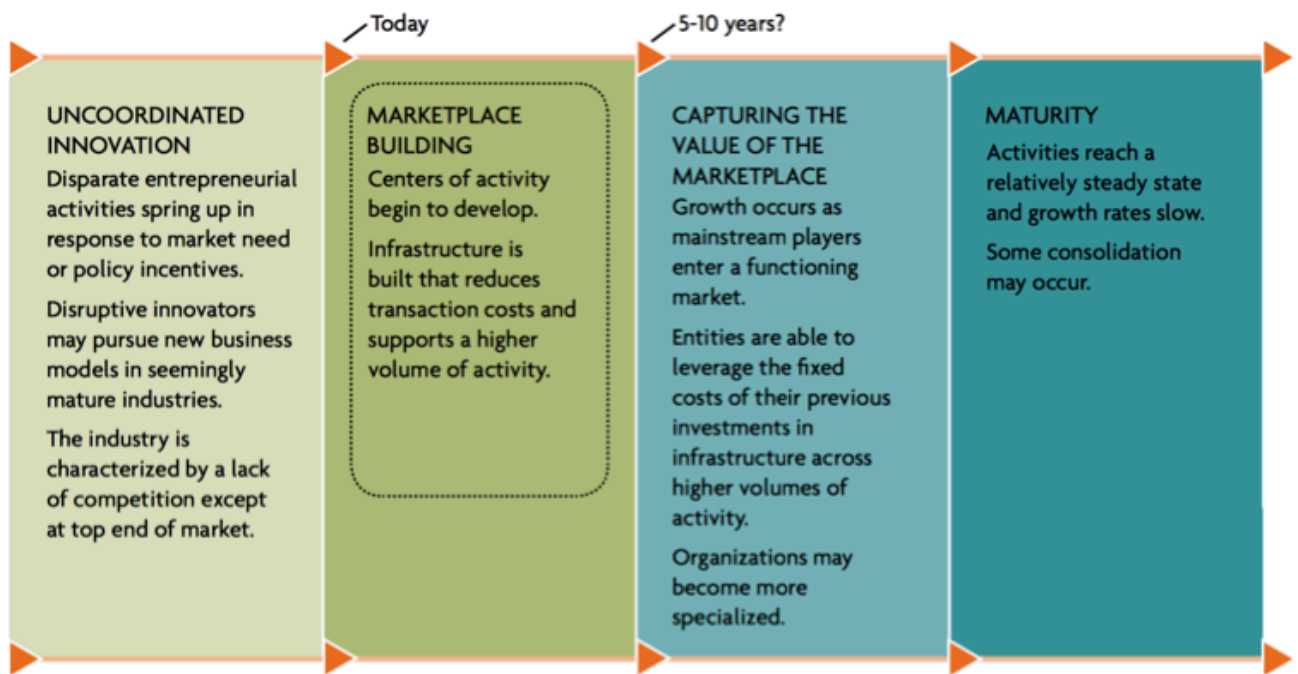 Today
5-10 years?
UNCOORDINATED
INNOVATION
Disparate entrepreneurial
activities spring up in
response to market need
or policy incentives.
Disruptive innovators
may pursue new business
models in seemingly
mature industries.
The industry is
characterized by a lack
of competition except
at top end of market.
MARKETPLACE
BUILDING
Centers of activity
begin to develop.
Infrastructure is
built that reduces
transaction costs and
supports a higher
volume of activity.
CAPTURING THE
VALUE OF THE
MARKETPLACE
Growth occurs as
mainstream players
enter a functioning
market.
Entities are able to
leverage the fixed
costs of their previous
investments in
infrastructure across
higher volumes of
activity.
Organizations may
become more
specialized.
MATURITY
Activities reach a
relatively steady state
and growth rates slow.
Some consolidation
may occur.